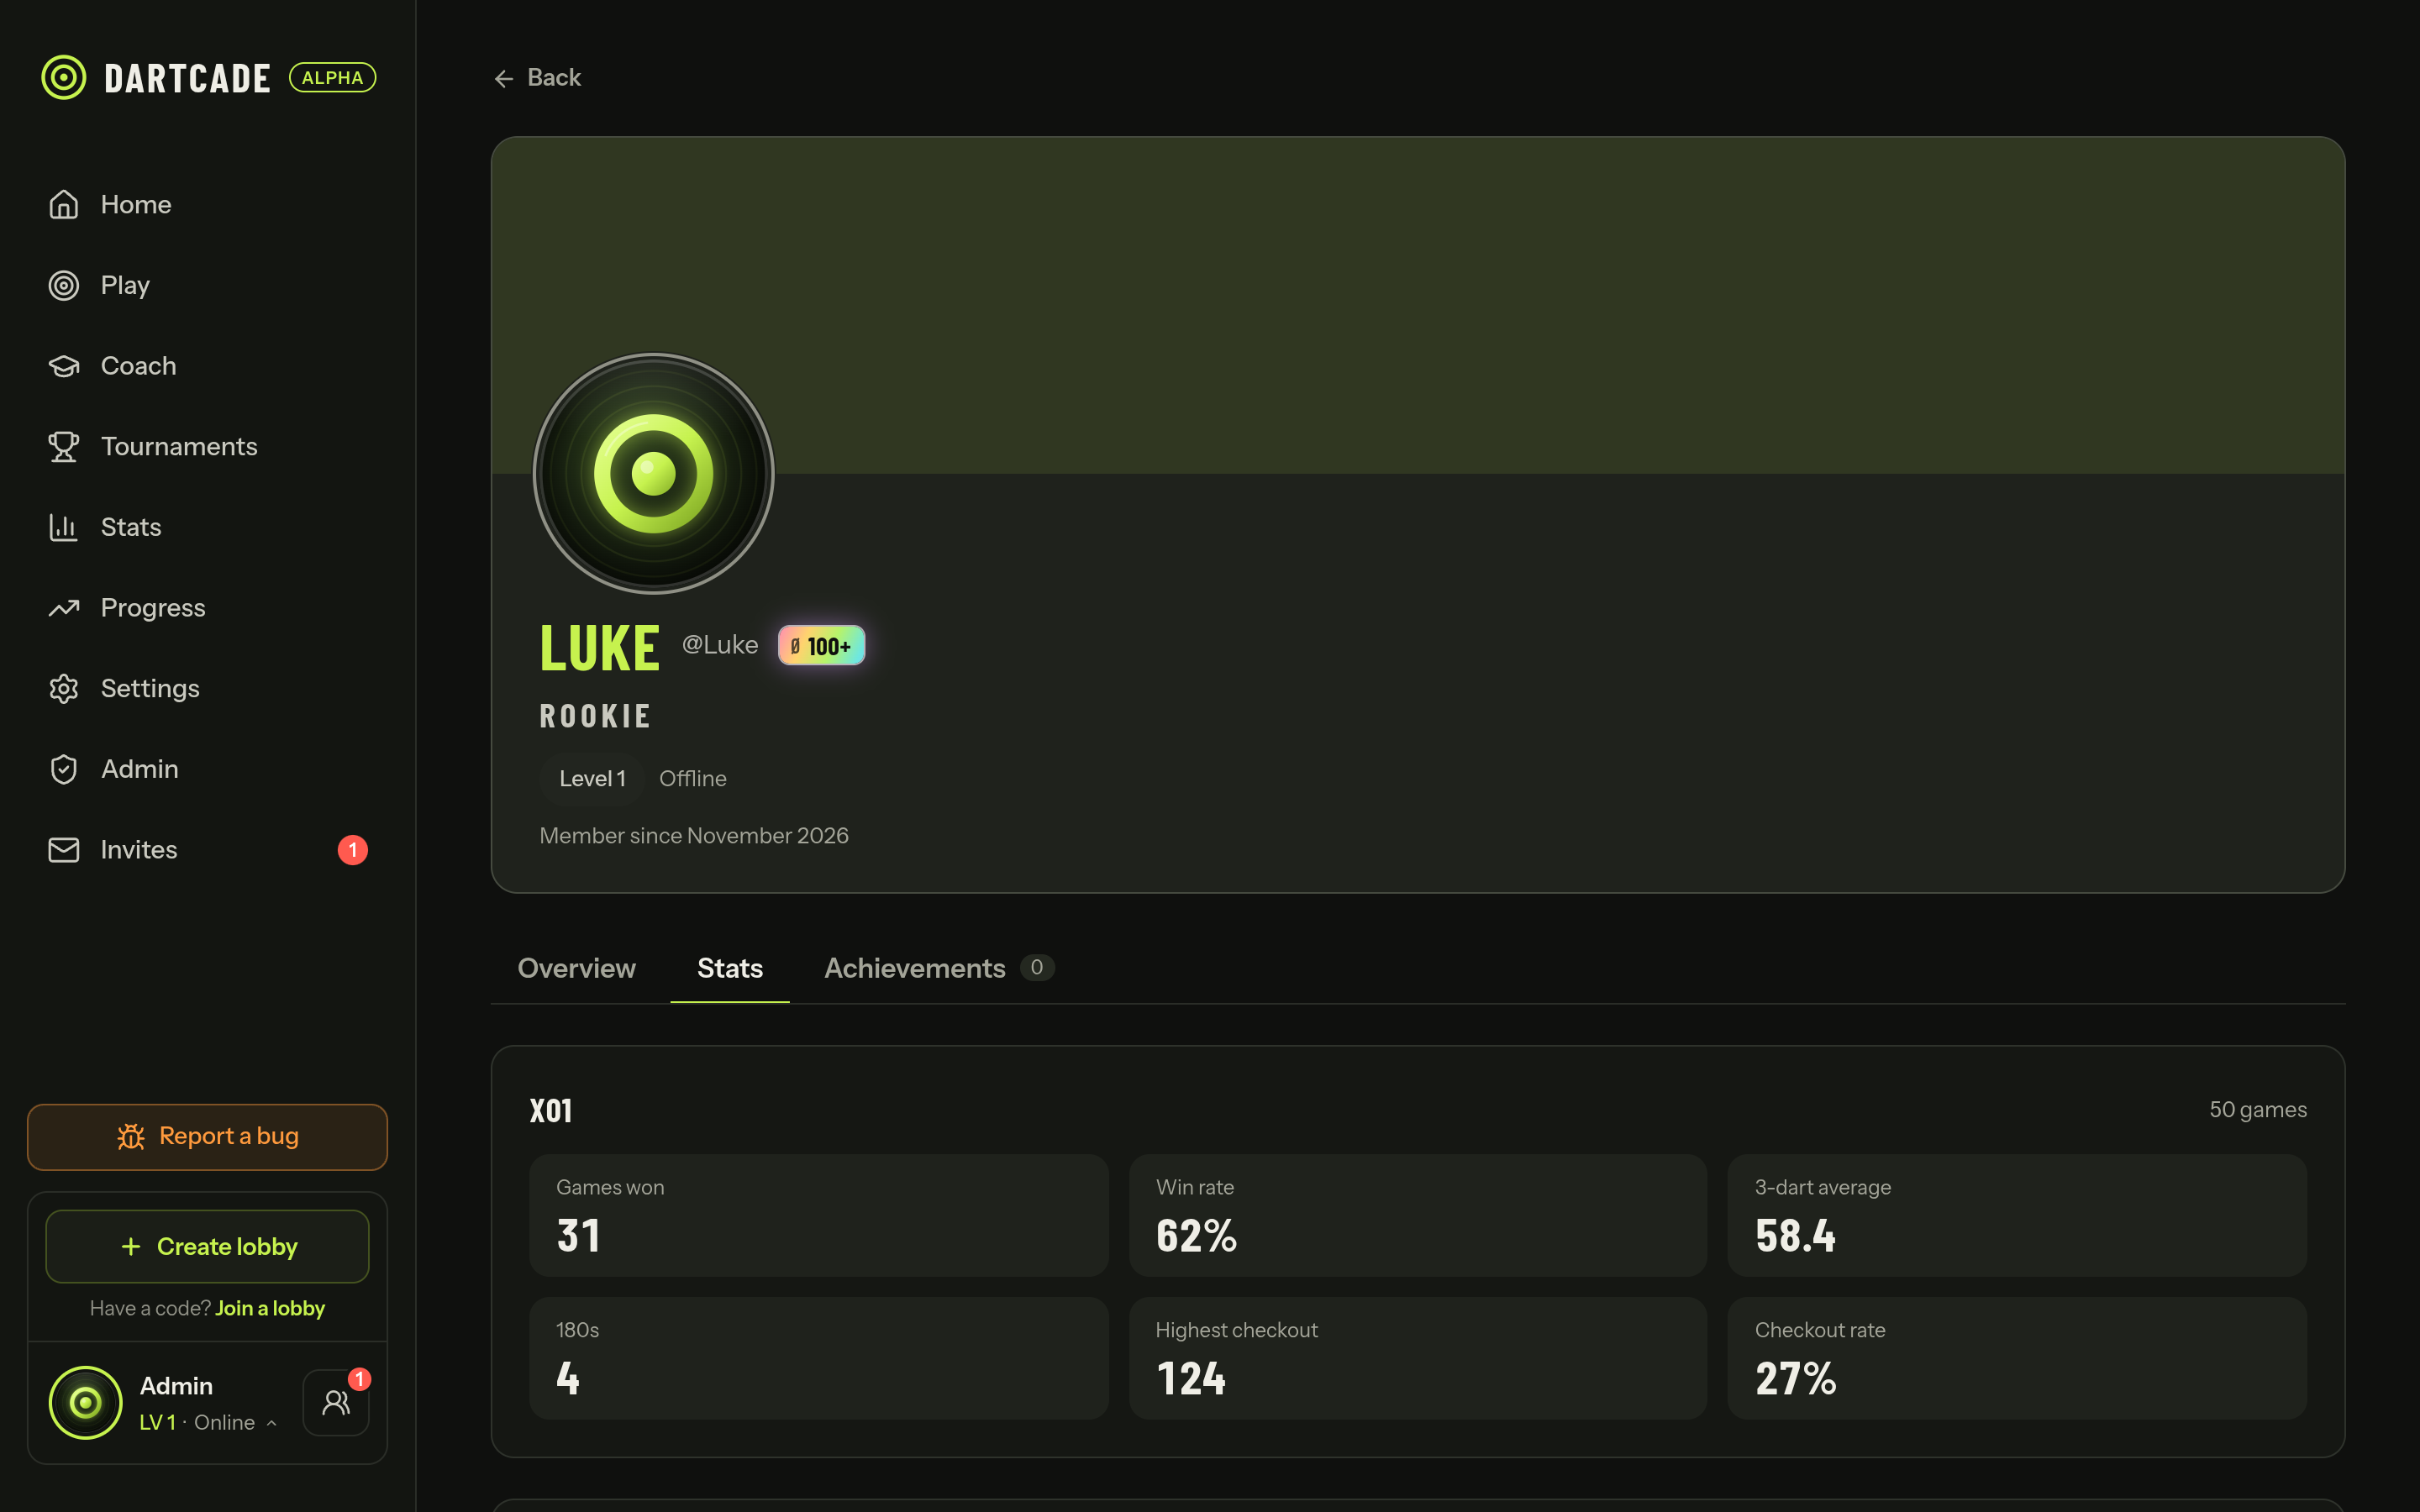 DARTCADE ALPHA
Home
Play
Coach
Tournaments
Stats
Progress
Settings
Admin
Invites 1
Report a bug
+ Create lobby
Have a code? Join a lobby
Admin
LV 1 · Online
1
← Back
LUKE @Luke Ø 100+
ROOKIE
Level 1 Offline
Member since November 2026
Overview Stats Achievements 0
X01 50 games
Games won
31
Win rate
62%
3-dart average
58.4
180s
4
Highest checkout
124
Checkout rate
27%